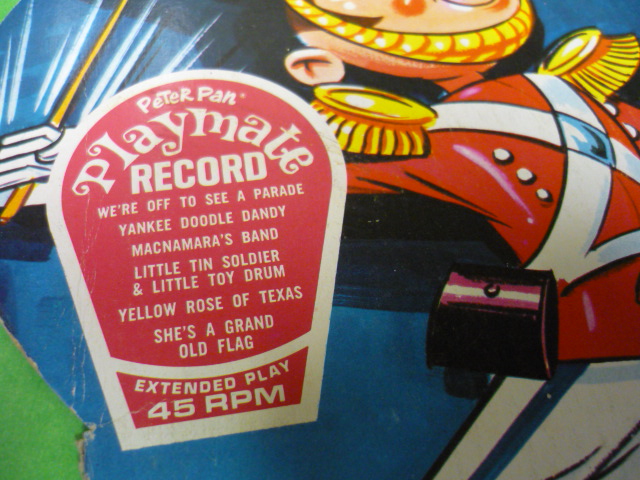 PETER PAN®
Playmate
RECORD
WE'RE OFF TO SEE A PARADE
YANKEE DOODLE DANDY
MACNAMARA'S BAND
LITTLE TIN SOLDIER
& LITTLE TOY DRUM
YELLOW ROSE OF TEXAS
SHE'S A GRAND
OLD FLAG
EXTENDED PLAY
45 RPM